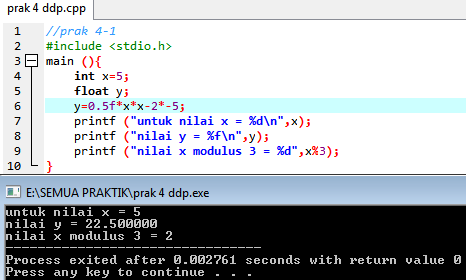 prak 4 ddp.cpp
1 //prak 4-1
2 #include <stdio.h>
3 main (){
4 int x=5;
5 float y;
6 y=0.5f*x*x-2*-5;
7 printf ("untuk nilai x = %d\n",x);
8 printf ("nilai y = %f\n",y);
9 printf ("nilai x modulus 3 = %d",x%3);
10 }
E:\SEMUA PRAKTIK\prak 4 ddp.exe
untuk nilai x = 5
nilai y = 22.500000
nilai x modulus 3 = 2
--------------------------------
Process exited after 0.002761 seconds with return value 0
Press any key to continue . . .